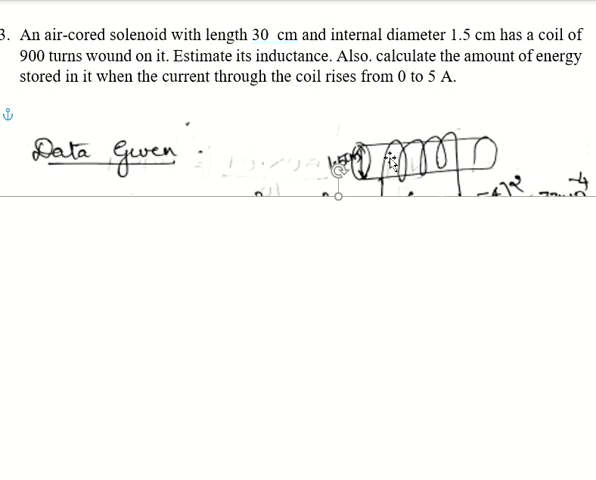 3. An air-cored solenoid with length 30 cm and internal diameter 1.5 cm has a coil of
900 turns wound on it. Estimate its inductance. Also. calculate the amount of energy
stored in it when the current through the coil rises from 0 to 5 A.
Data Given :